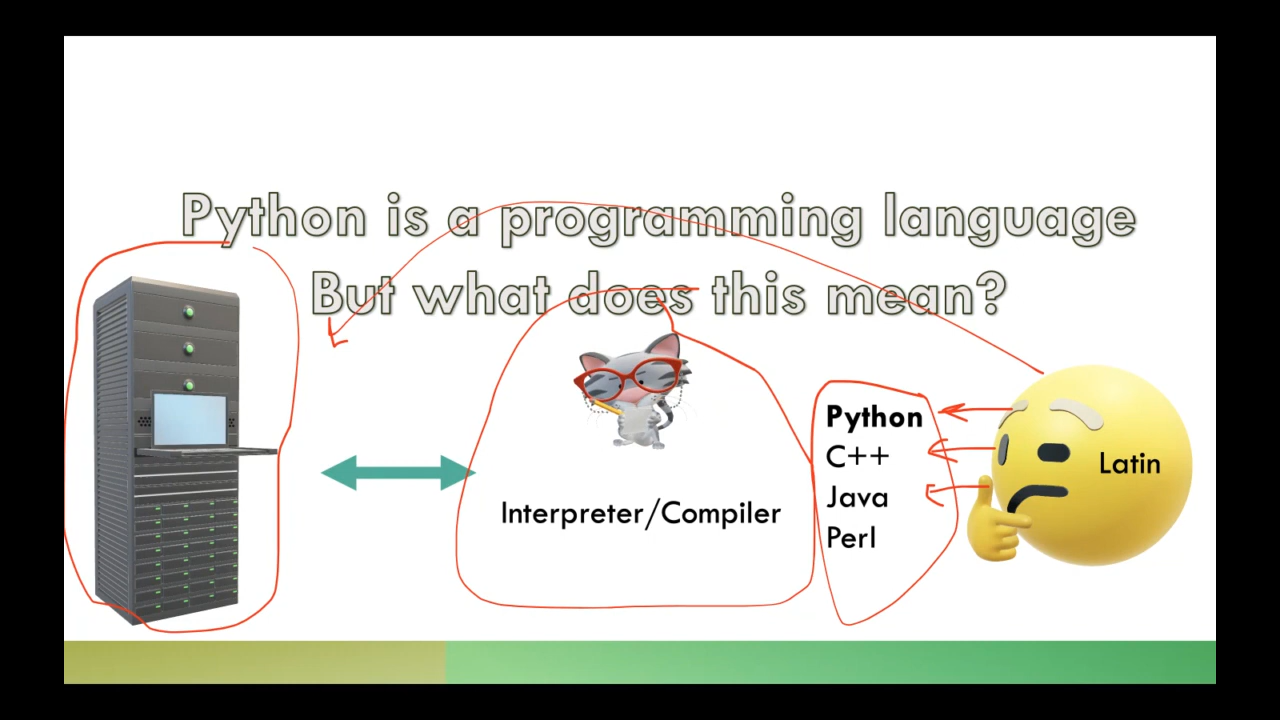 Python is a programming language
But what does this mean?
Python
C++
Java
Perl
Latin
Interpreter/Compiler